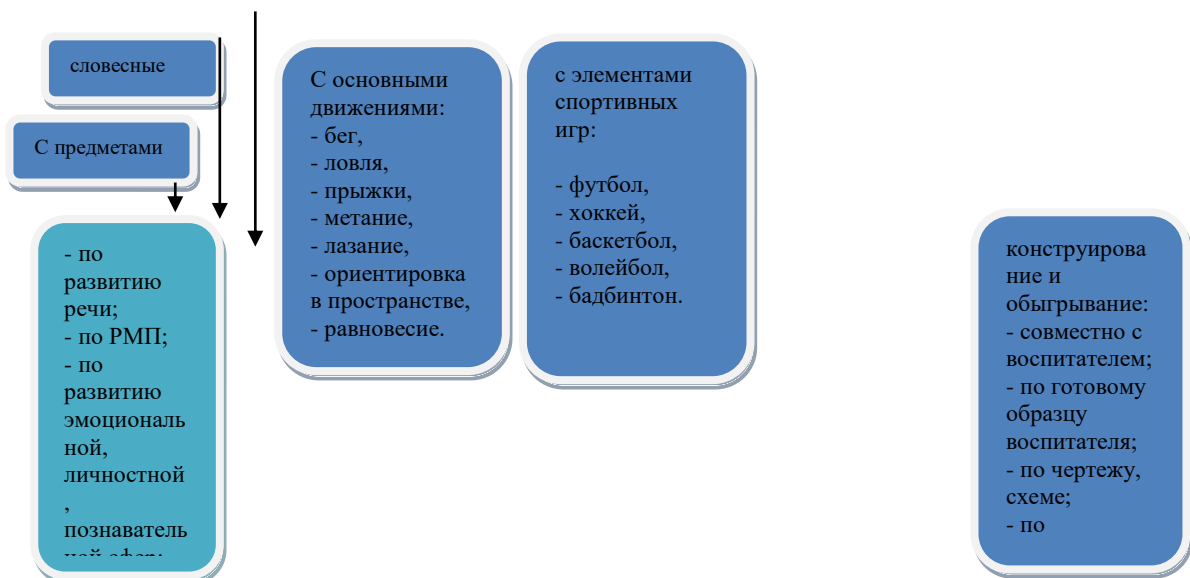 словесные
С предметами
- по
развитию
речи;
- по РМП;
- по
развитию
эмоциональ
ной,
личностной
,
познаватель
С основными
движениями:
- бег,
- ловля,
- прыжки,
- метание,
- лазание,
- ориентировка
в пространстве,
- равновесие.
с элементами
спортивных
игр:
- футбол,
- хоккей,
- баскетбол,
- волейбол,
- бадбинтон.
конструирова
ние и
обыгрывание:
- совместно с
воспитателем;
- по готовому
образцу
воспитателя;
- по чертежу,
схеме;
- по